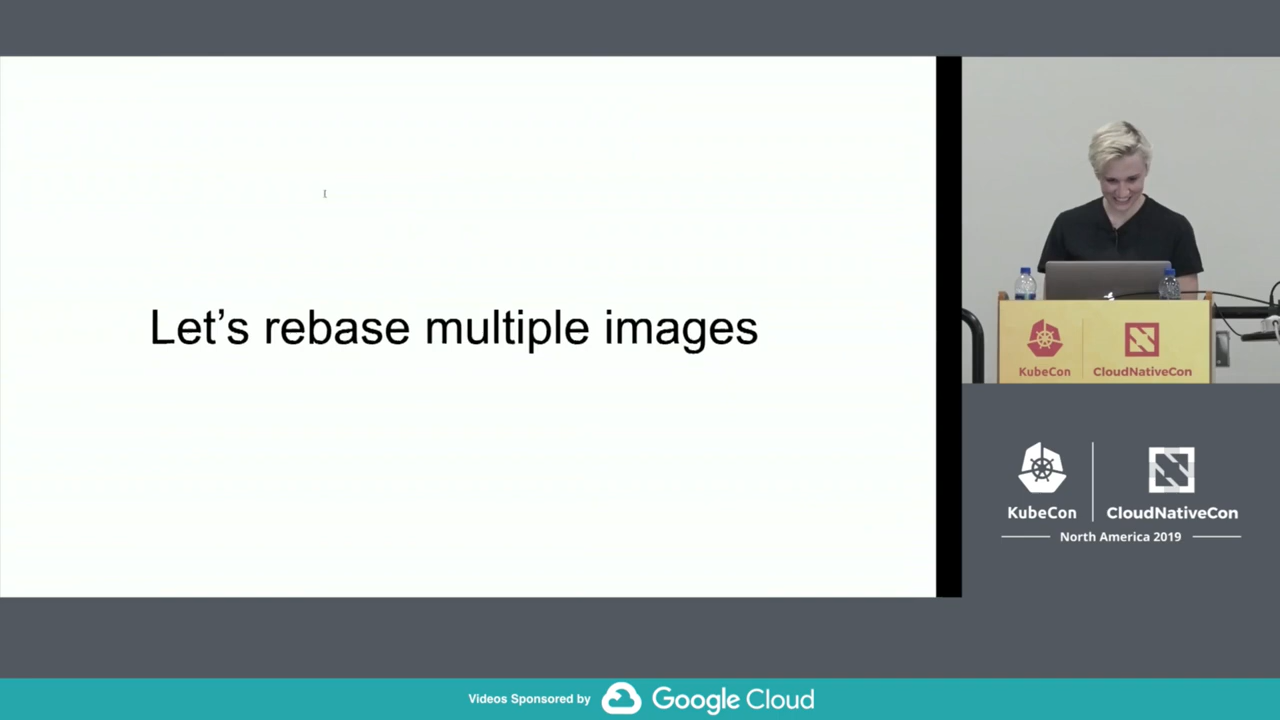 Let's rebase multiple images
KubeCon
CloudNativeCon
KubeCon
CloudNativeCon
North America 2019
Videos Sponsored by Google Cloud